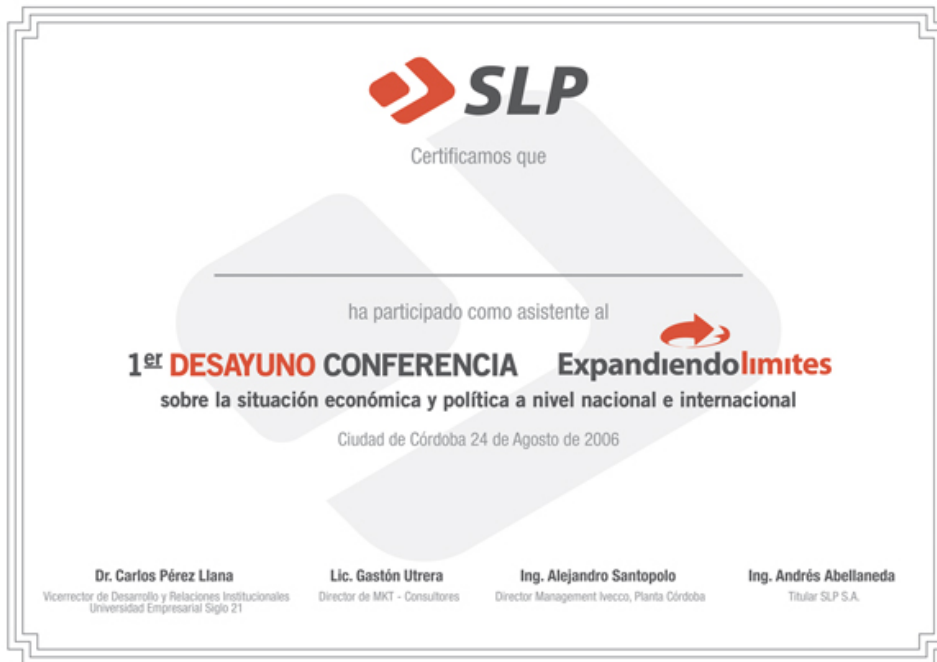 SLP
Certificamos que
ha participado como asistente al
1er DESAYUNO CONFERENCIA Expandiendolimites
sobre la situación económica y política a nivel nacional e internacional
Ciudad de Córdoba 24 de Agosto de 2006
Dr. Carlos Pérez Llana
Vicerrector de Desarrollo y Relaciones Institucionales
Universidad Empresarial Siglo 21
Lic. Gastón Utrera
Director de MKT - Consultores
Ing. Alejandro Santopolo
Director Management Ivecco, Planta Córdoba
Ing. Andrés Abellaneda
Titular SLP S.A.